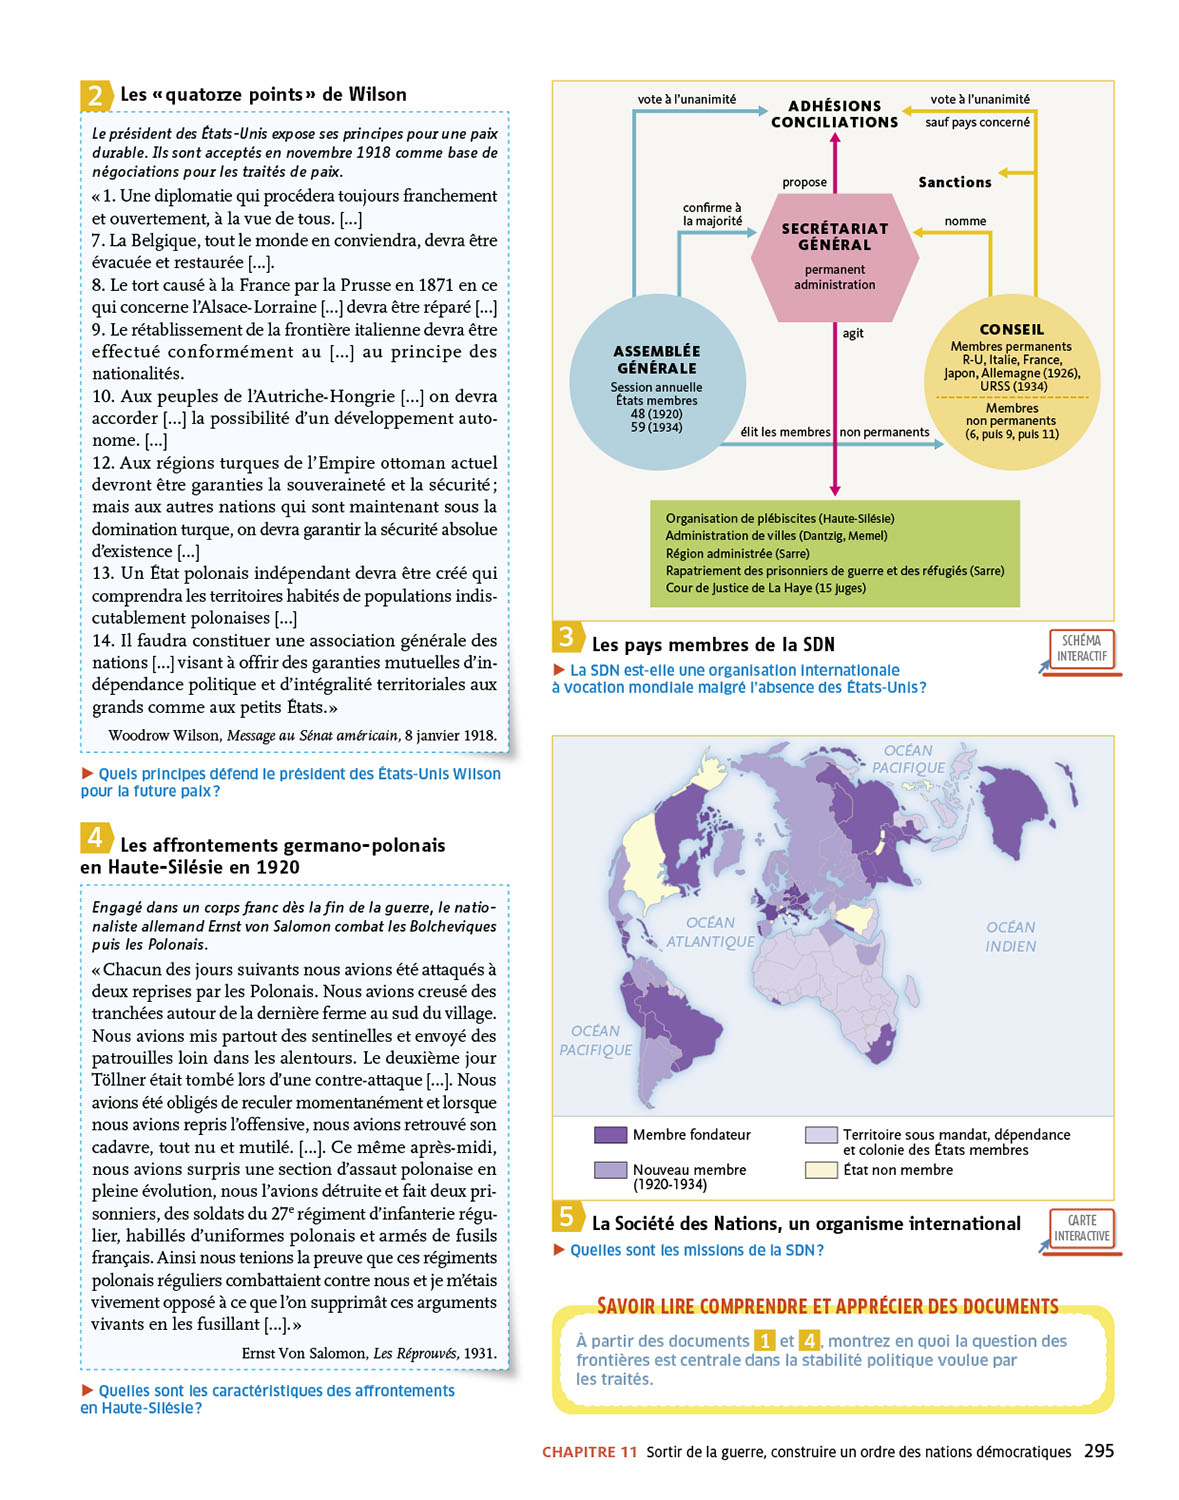 2 Les « quatorze points » de Wilson
Le président des États-Unis expose ses principes pour une paix
durable. Ils sont acceptés en novembre 1918 comme base de
négociations pour les traités de paix.
« 1. Une diplomatie qui procédera toujours franchement
et ouvertement, à la vue de tous. [...]
7. La Belgique, tout le monde en conviendra, devra être
évacuée et restaurée [...].
8. Le tort causé à la France par la Prusse en 1871 en ce
qui concerne l'Alsace-Lorraine [...] devra être réparé [...]
9. Le rétablissement de la frontière italienne devra être
effectué conformément au [...] au principe des
nationalités.
10. Aux peuples de l'Autriche-Hongrie [...] on devra
accorder [...] la possibilité d'un développement auto-
nome. [...]
12. Aux régions turques de l'Empire ottoman actuel
devront être garanties la souveraineté et la sécurité ;
mais aux autres nations qui sont maintenant sous la
domination turque, on devra garantir la sécurité absolue
d'existence [...]
13. Un État polonais indépendant devra être créé qui
comprendra les territoires habités de populations indis-
cutablement polonaises [...]
14. Il faudra constituer une association générale des
nations [...] visant à offrir des garanties mutuelles d'in-
dépendance politique et d'intégralité territoriales aux
grands comme aux petits États. »
Woodrow Wilson, Message au Sénat américain, 8 janvier 1918.
► Quels principes défend le président des États-Unis Wilson
pour la future paix ?
4 Les affrontements germano-polonais
en Haute-Silésie en 1920
Engagé dans un corps franc dès la fin de la guerre, le natio-
naliste allemand Ernst von Salomon combat les Bolcheviques
puis les Polonais.
« Chacun des jours suivants nous avions été attaqués à
deux reprises par les Polonais. Nous avions creusé des
tranchées autour de la dernière ferme au sud du village.
Nous avions mis partout des sentinelles et envoyé des
patrouilles loin dans les alentours. Le deuxième jour
Töllner était tombé lors d'une contre-attaque [...]. Nous
avions été obligés de reculer momentanément et lorsque
nous avions repris l'offensive, nous avions retrouvé son
cadavre, tout nu et mutilé. [...]. Ce même après-midi,
nous avions surpris une section d'assaut polonaise en
pleine évolution, nous l'avions détruite et fait deux pri-
sonniers, des soldats du 27e régiment d'infanterie régu-
lier, habillés d'uniformes polonais et armés de fusils
français. Ainsi nous tenions la preuve que ces régiments
polonais réguliers combattaient contre nous et je m'étais
vivement opposé à ce que l'on supprimât ces arguments
vivants en les fusillant [...]. »
Ernst Von Salomon, Les Réprouvés, 1931.
► Quelles sont les caractéristiques des affrontements
en Haute-Silésie ?
vote à l'unanimité
ADHÉSIONS
CONCILIATIONS
vote à l'unanimité
sauf pays concerné
propose
Sanctions
confirme à
la majorité
nomme
SECRÉTARIAT
GÉNÉRAL
permanent
administration
agit
ASSEMBLÉE
GÉNÉRALE
Session annuelle
États membres
48 (1920)
59 (1934)
CONSEIL
Membres permanents
R-U, Italie, France,
Japon, Allemagne (1926),
URSS (1934)
Membres
non permanents
(6, puis 9, puis 11)
élit les membres non permanents
Organisation de plébiscites (Haute-Silésie)
Administration de villes (Dantzig, Memel)
Région administrée (Sarre)
Rapatriement des prisonniers de guerre et des réfugiés (Sarre)
Cour de Justice de La Haye (15 juges)
3 Les pays membres de la SDN
SCHÉMA
INTERACTIF
► La SDN est-elle une organisation internationale
à vocation mondiale malgré l'absence des États-Unis ?
OCÉAN
PACIFIQUE
OCÉAN
ATLANTIQUE
OCÉAN
INDIEN
OCÉAN
PACIFIQUE
Membre fondateur
Nouveau membre
(1920-1934)
Territoire sous mandat, dépendance
et colonie des États membres
État non membre
5 La Société des Nations, un organisme international
CARTE
INTERACTIVE
► Quelles sont les missions de la SDN ?
SAVOIR LIRE COMPRENDRE ET APPRÉCIER DES DOCUMENTS
À partir des documents 1 et 4, montrez en quoi la question des
frontières est centrale dans la stabilité politique voulue par
les traités.
CHAPITRE 11 Sortir de la guerre, construire un ordre des nations démocratiques 295